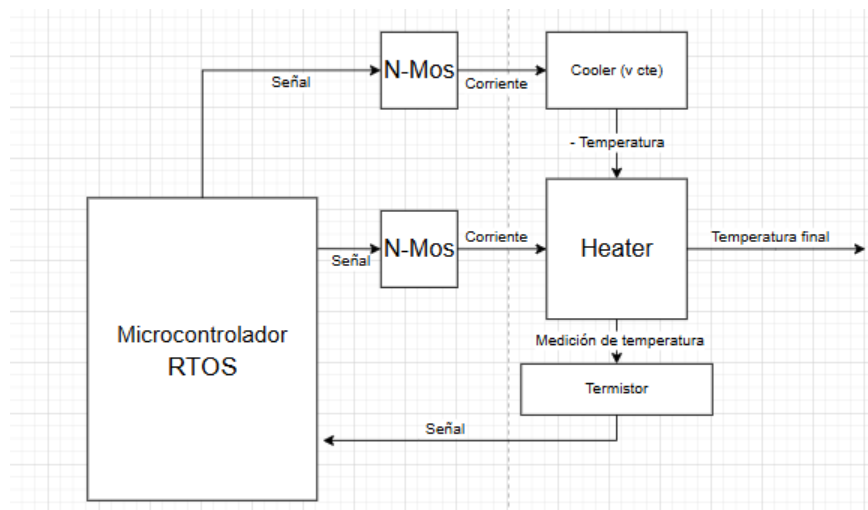 N-Mos
Cooler (v cte)
Señal
Corriente
- Temperatura
N-Mos
Corriente
Heater
Temperatura final
Señal
Microcontrolador
RTOS
Medición de temperatura
Termistor
Señal